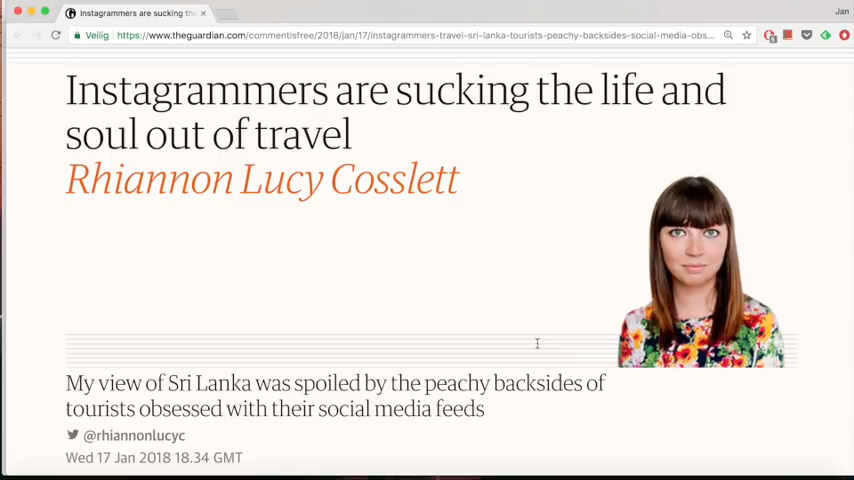 Instagrammers are sucking th
Jan
Veilig
https://www.theguardian.com/commentisfree/2018/jan/17/instagrammers-travel-sri-lanka-tourists-peachy-backsides-social-media-obs...
Instagrammers are sucking the life and
soul out of travel
Rhiannon Lucy Cosslett
My view of Sri Lanka was spoiled by the peachy backsides of
tourists obsessed with their social media feeds
@rhiannonlucyc
Wed 17 Jan 2018 18.34 GMT